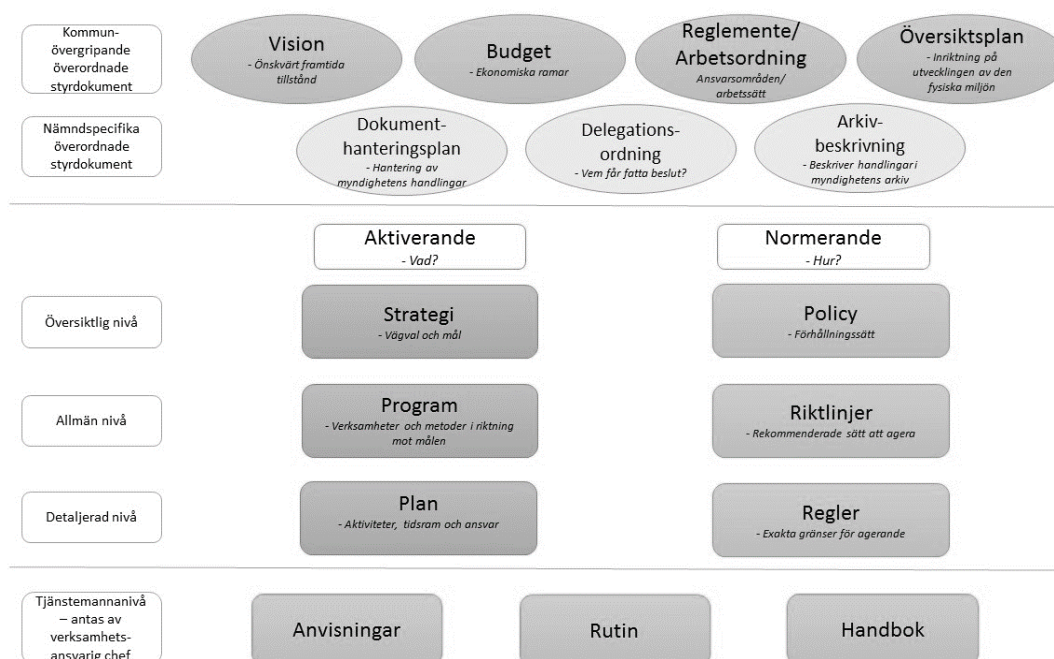 Kommun-
övergripande
överordnade
styrdokument
Vision
- Önskvärt framtida
tillstånd
Budget
- Ekonomiska ramar
Reglemente/
Arbetsordning
Ansvarsområden/
arbetssätt
Översiktsplan
- Inriktning på
utvecklingen av den
fysiska miljön
Nämndspecifika
överordnade
styrdokument
Dokument-
hanteringsplan
- Hantering av
myndighetens handlingar
Delegations-
ordning
- Vem får fatta beslut?
Arkiv-
beskrivning
- Beskriver handlingar i
myndighetens arkiv
Aktiverande
- Vad?
Normerande
- Hur?
Översiktlig nivå
Strategi
- Vägval och mål
Policy
- Förhållningssätt
Allmän nivå
Program
- Verksamheter och metoder i riktning
mot målen
Riktlinjer
- Rekommenderade sätt att agera
Detaljerad nivå
Plan
- Aktiviteter, tidsram och ansvar
Regler
- Exakta gränser för agerande
Tjänstemannanivå
– antas av
verksamhets-
ansvarig chef
Anvisningar
Rutin
Handbok